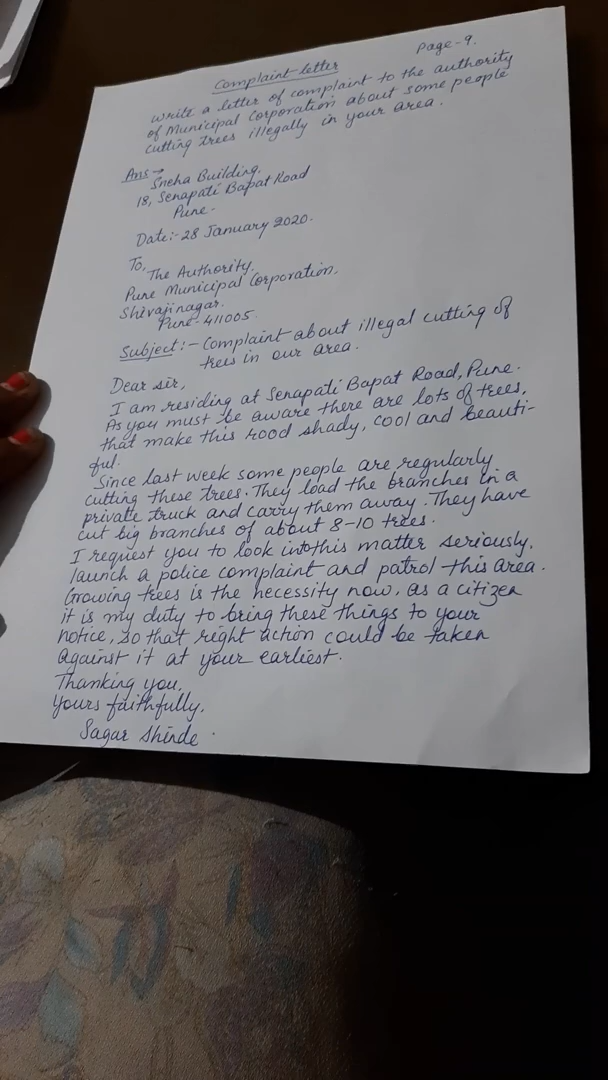 Page-9.
Complaint letter
Write a letter of complaint to the authority
of Municipal Corporation about some people
cutting trees illegally in your area.
Ans→
Sneha Building,
18, Senapati Bapat Road
Pune-
Date:- 28 January 2020.
To,
The Authority,
Pune Municipal Corporation,
Shivajinagar.
Pune-411005.
Subject:- Complaint about illegal cutting of
trees in our area.
Dear sir,
I am residing at Senapati Bapat Road, Pune.
As you must be aware there are lots of trees,
that make this rood shady, cool and beauti-
ful.
Since last week some people are regularly
cutting these trees. They load the branches in a
private truck and carry them away. They have
cut big branches of about 8-10 trees.
I request you to look into this matter seriously,
launch a police complaint and patrol this area.
Growing trees is the necessity now, as a citizen
it is my duty to bring these things to your
notice, so that right action could be taken
against it at your earliest.
Thanking you,
Yours faithfully,
Sagar Shinde.